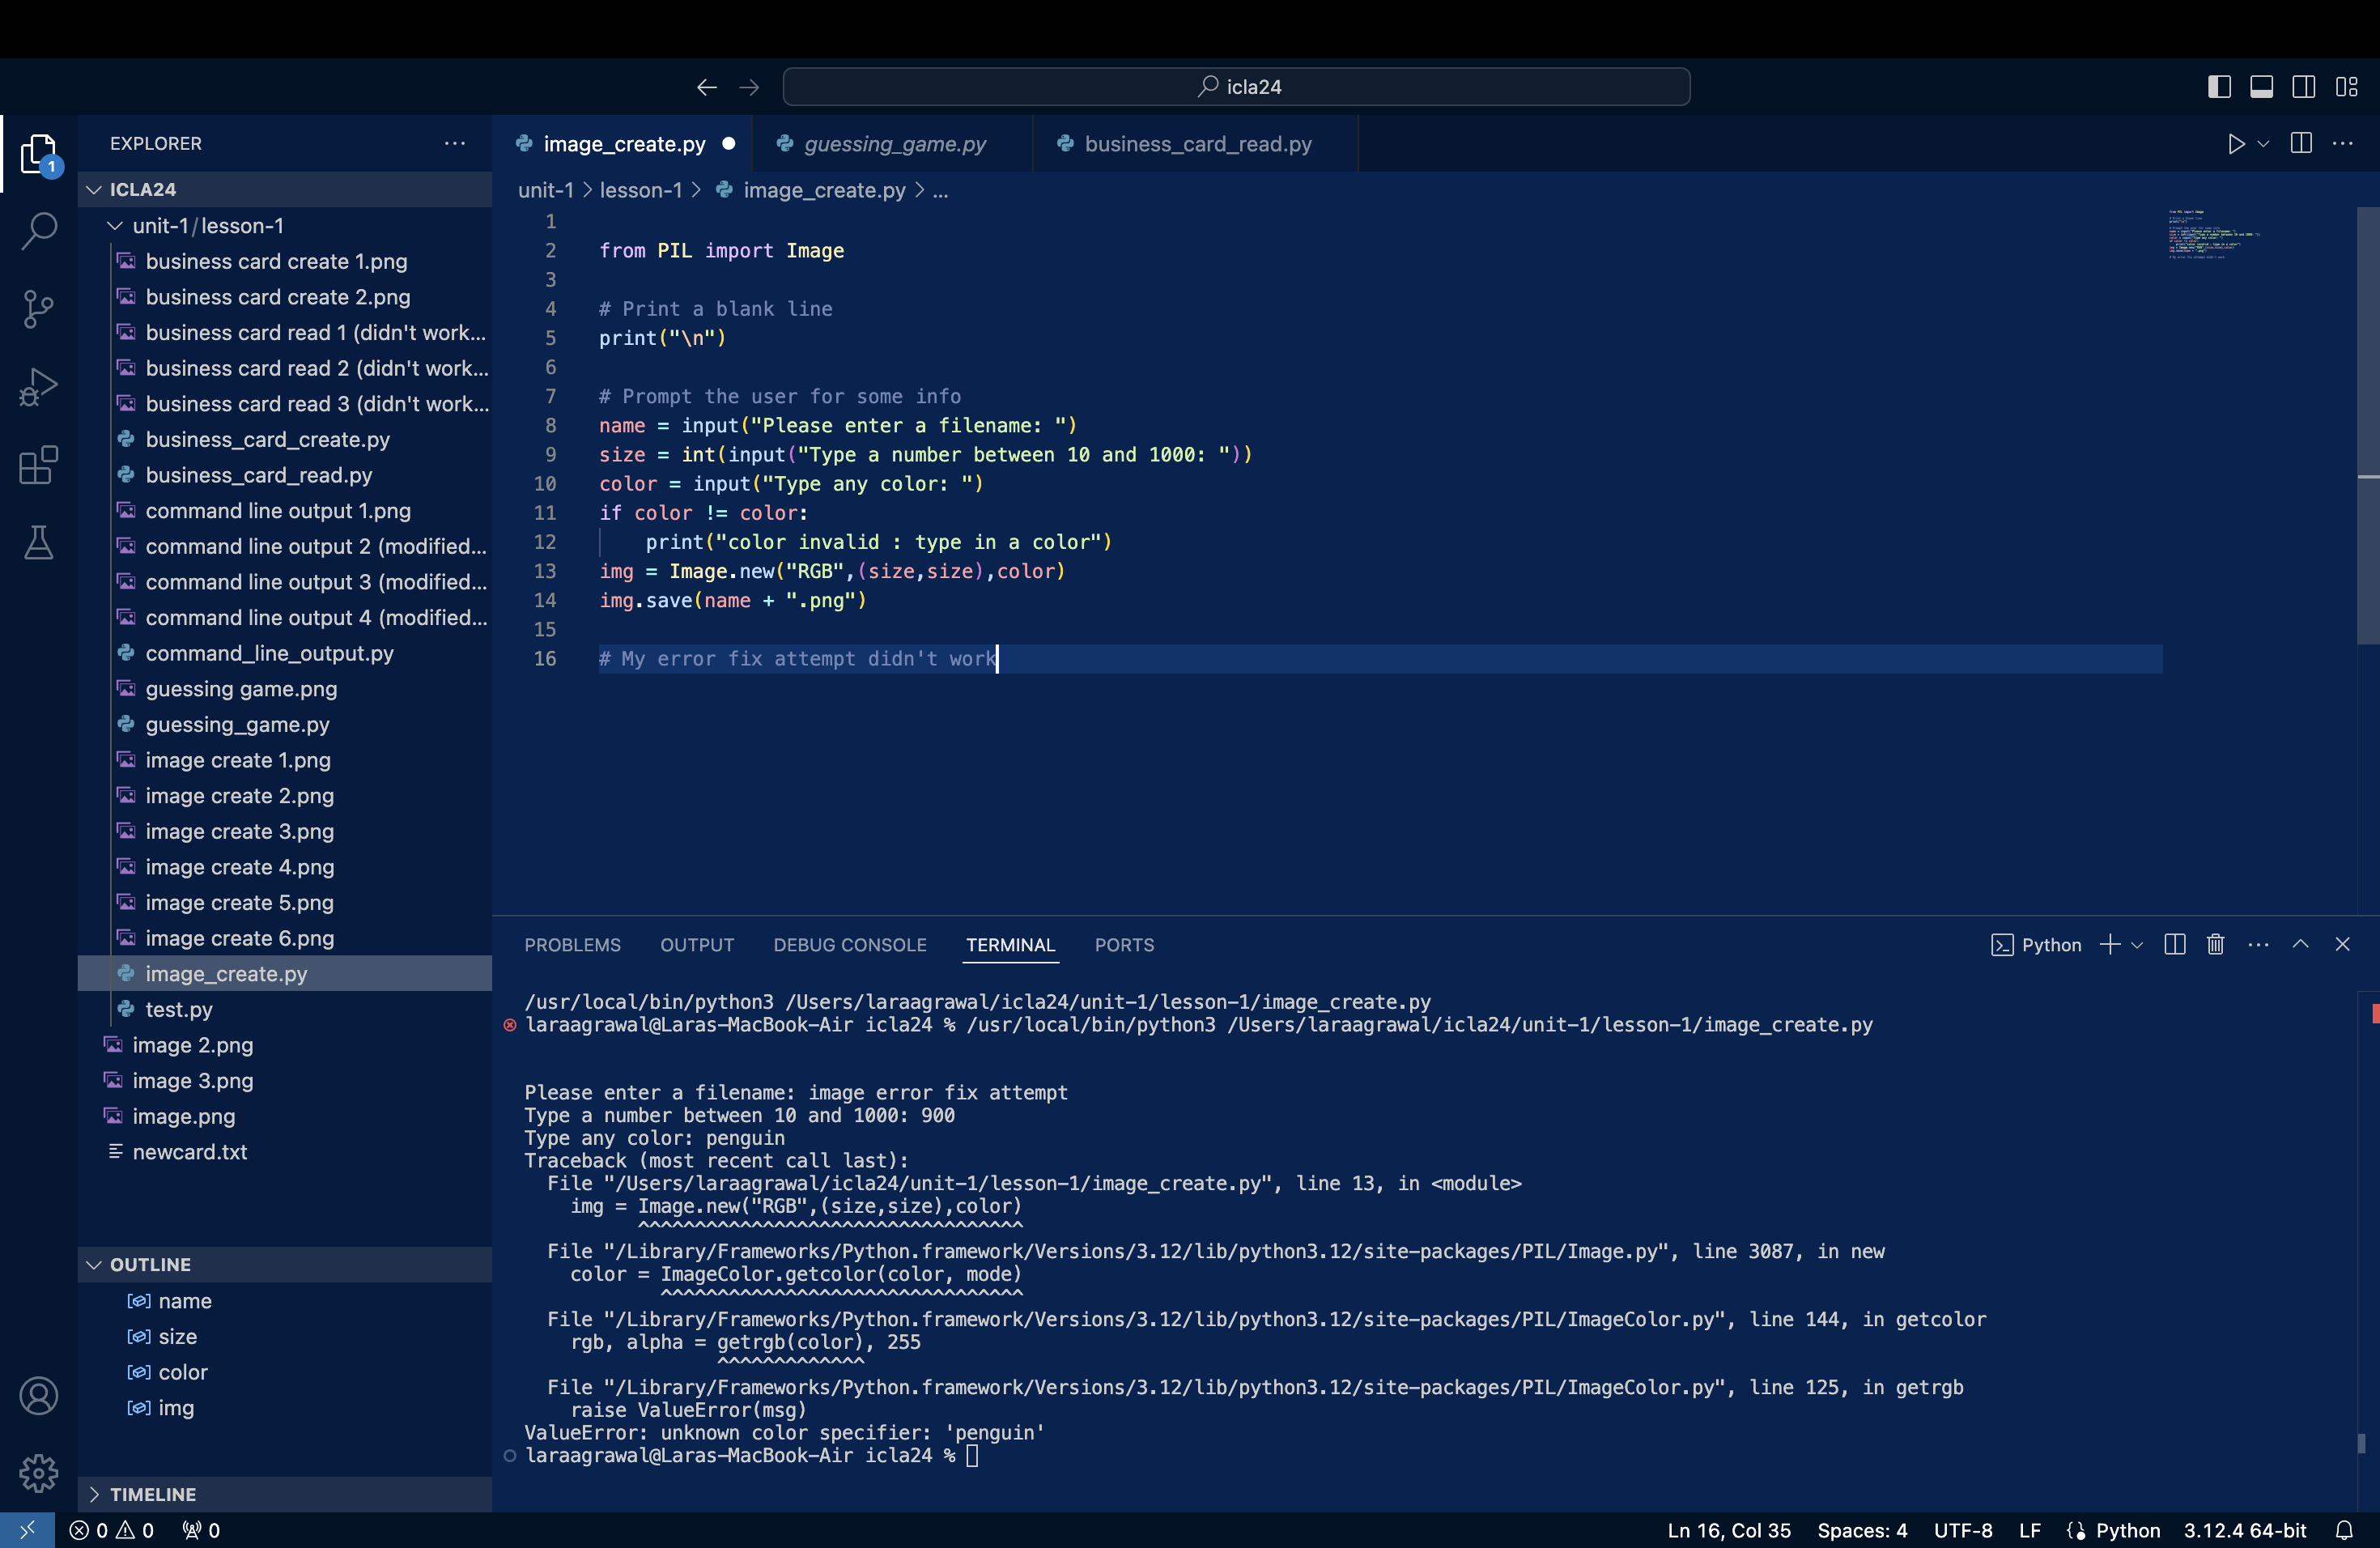 icla24
EXPLORER
1
ICLA24
unit-1/lesson-1
business card create 1.png
business card create 2.png
business card read 1 (didn't work...
business card read 2 (didn't work...
business card read 3 (didn't work...
business_card_create.py
business_card_read.py
command line output 1.png
command line output 2 (modified...
command line output 3 (modified...
command line output 4 (modified...
command_line_output.py
guessing game.png
guessing_game.py
image create 1.png
image create 2.png
image create 3.png
image create 4.png
image create 5.png
image create 6.png
image_create.py
test.py
image 2.png
image 3.png
image.png
newcard.txt
OUTLINE
name
size
color
img
TIMELINE
image_create.py guessing_game.py business_card_read.py
unit-1 > lesson-1 > image_create.py > ...
1
2 from PIL import Image
3
4 # Print a blank line
5 print("\n")
6
7 # Prompt the user for some info
8 name = input("Please enter a filename: ")
9 size = int(input("Type a number between 10 and 1000: "))
10 color = input("Type any color: ")
11 if color != color:
12 print("color invalid : type in a color")
13 img = Image.new("RGB",(size,size),color)
14 img.save(name + ".png")
15
16 # My error fix attempt didn't work
PROBLEMS OUTPUT DEBUG CONSOLE TERMINAL PORTS Python
/usr/local/bin/python3 /Users/laraagrawal/icla24/unit-1/lesson-1/image_create.py
laraagrawal@Laras-MacBook-Air icla24 % /usr/local/bin/python3 /Users/laraagrawal/icla24/unit-1/lesson-1/image_create.py
Please enter a filename: image error fix attempt
Type a number between 10 and 1000: 900
Type any color: penguin
Traceback (most recent call last):
File "/Users/laraagrawal/icla24/unit-1/lesson-1/image_create.py", line 13, in <module>
img = Image.new("RGB",(size,size),color)
^^^^^^^^^^^^^^^^^^^^^^^^^^^^^^^^^^
File "/Library/Frameworks/Python.framework/Versions/3.12/lib/python3.12/site-packages/PIL/Image.py", line 3087, in new
color = ImageColor.getcolor(color, mode)
^^^^^^^^^^^^^^^^^^^^^^^^^^^^^^^^
File "/Library/Frameworks/Python.framework/Versions/3.12/lib/python3.12/site-packages/PIL/ImageColor.py", line 144, in getcolor
rgb, alpha = getrgb(color), 255
^^^^^^^^^^^^^
File "/Library/Frameworks/Python.framework/Versions/3.12/lib/python3.12/site-packages/PIL/ImageColor.py", line 125, in getrgb
raise ValueError(msg)
ValueError: unknown color specifier: 'penguin'
laraagrawal@Laras-MacBook-Air icla24 %
0 0 0 Ln 16, Col 35 Spaces: 4 UTF-8 LF Python 3.12.4 64-bit